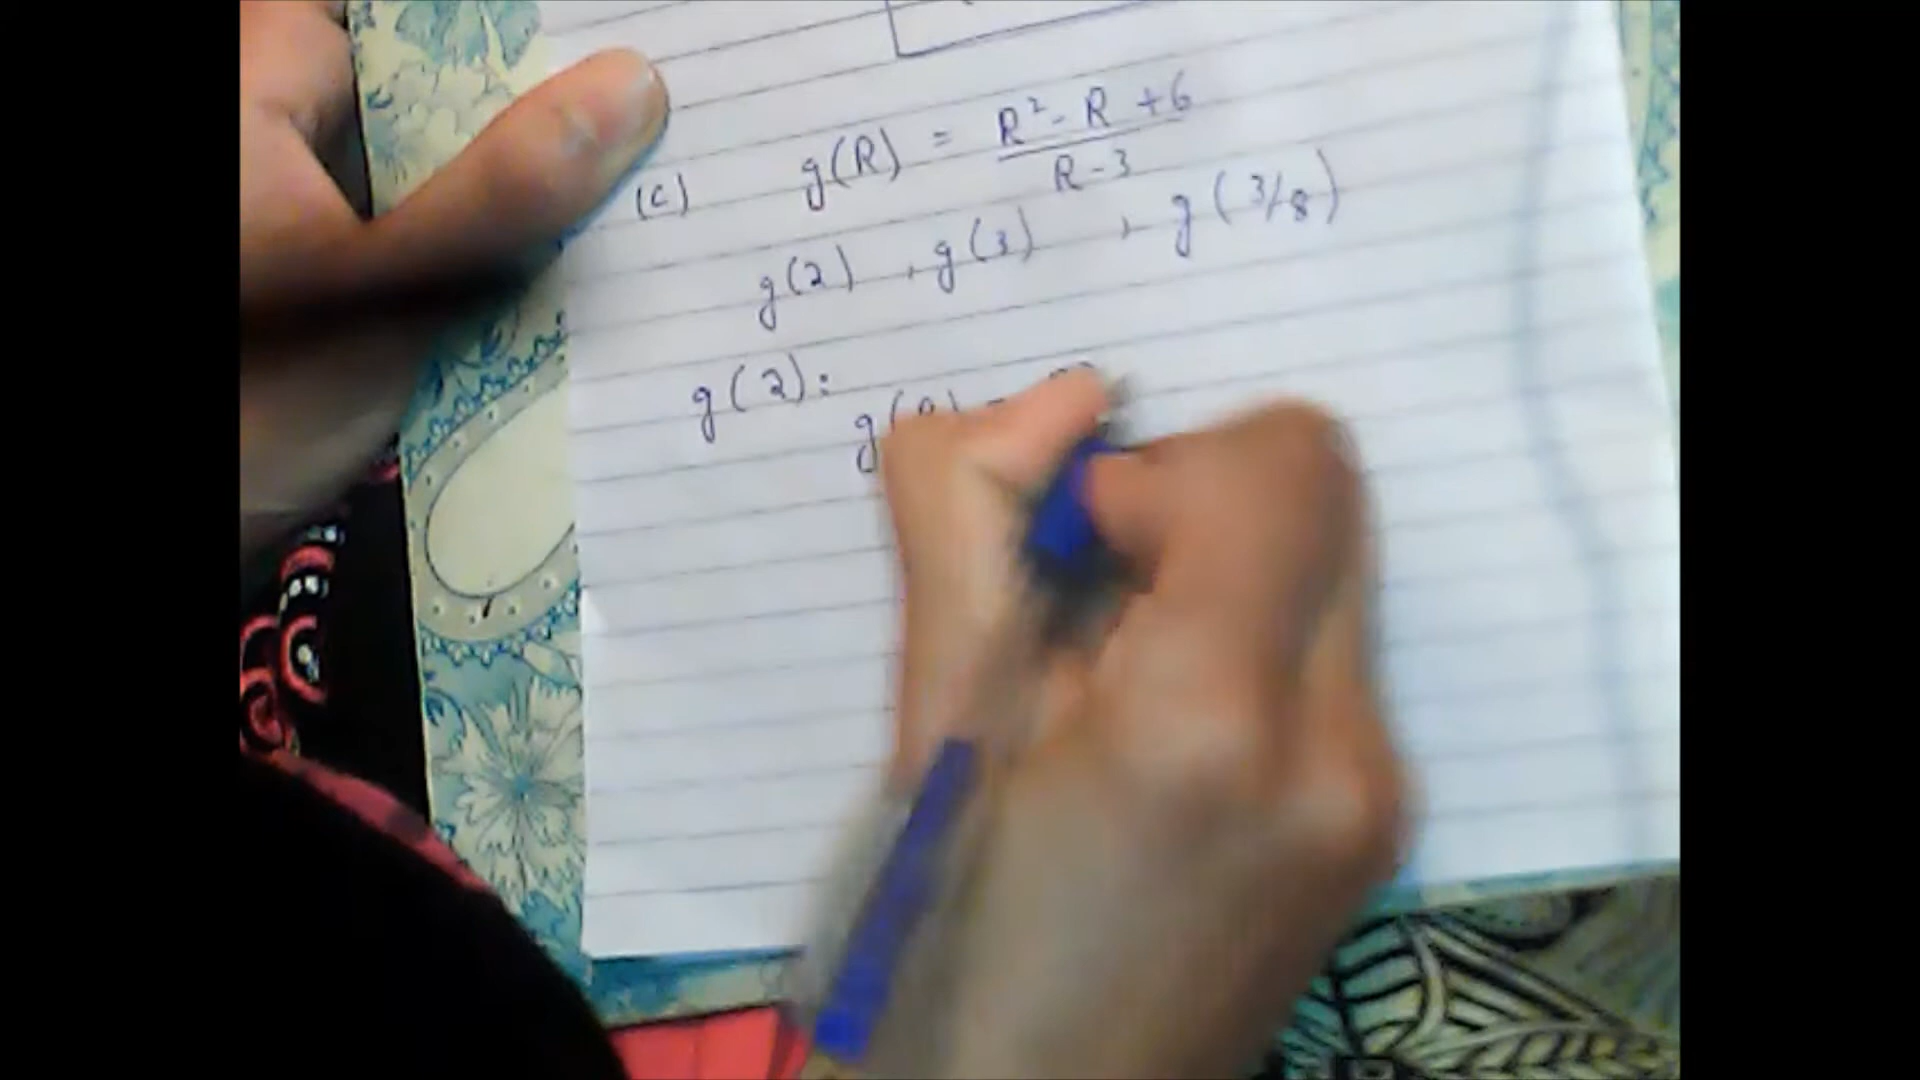 (c) g(R) = R² - R + 6 / R - 3
g(2) , g(3) , g(3/8)
g(2):
g(R) =